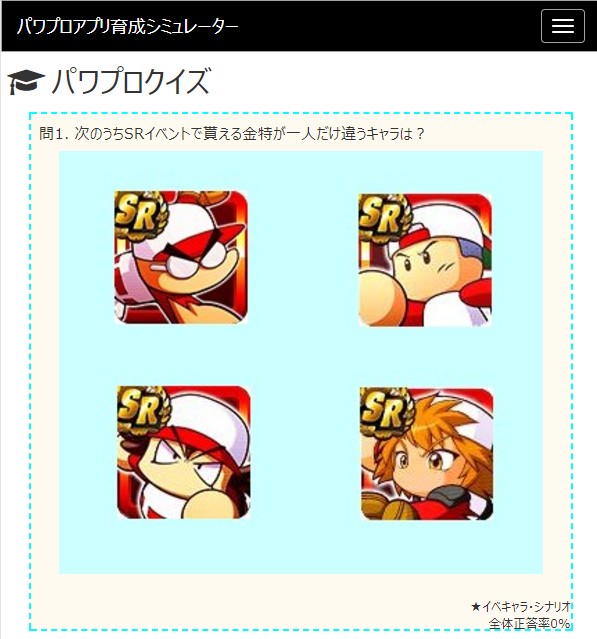 パワプロアプリ育成シミュレーター
パワプロクイズ
問1. 次のうちSRイベントで貰える金特が一人だけ違うキャラは？
SR
SR
SR
SR
★イベキャラ・シナリオ
全体正答率0%